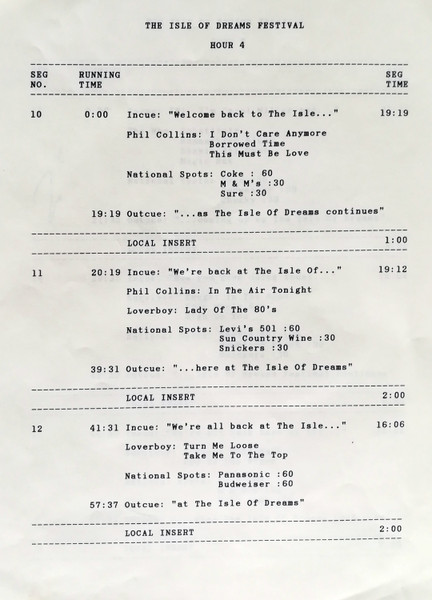 THE ISLE OF DREAMS FESTIVAL
HOUR 4
SEG RUNNING SEG
NO. TIME TIME
10 0:00 Incue: "Welcome back to The Isle..." 19:19
Phil Collins: I Don't Care Anymore
Borrowed Time
This Must Be Love
National Spots: Coke : 60
M & M's :30
Sure :30
19:19 Outcue: "...as The Isle Of Dreams continues"
LOCAL INSERT 1:00
11 20:19 Incue: "We're back at The Isle Of..." 19:12
Phil Collins: In The Air Tonight
Loverboy: Lady Of The 80's
National Spots: Levi's 501 :60
Sun Country Wine :30
Snickers :30
39:31 Outcue: "...here at The Isle Of Dreams"
LOCAL INSERT 2:00
12 41:31 Incue: "We're all back at The Isle..." 16:06
Loverboy: Turn Me Loose
Take Me To The Top
National Spots: Panasonic :60
Budweiser :60
57:37 Outcue: "at The Isle Of Dreams"
LOCAL INSERT 2:00